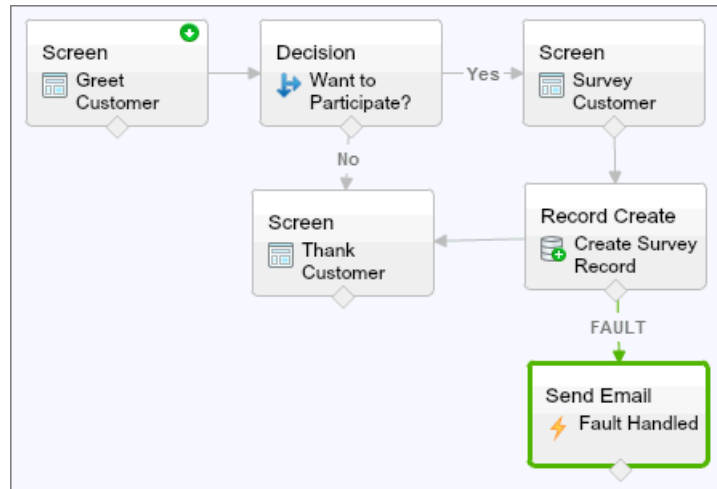 Screen
Greet
Customer
Decision
Want to
Participate?
Yes
Screen
Survey
Customer
No
Screen
Thank
Customer
Record Create
Create Survey
Record
FAULT
Send Email
Fault Handled